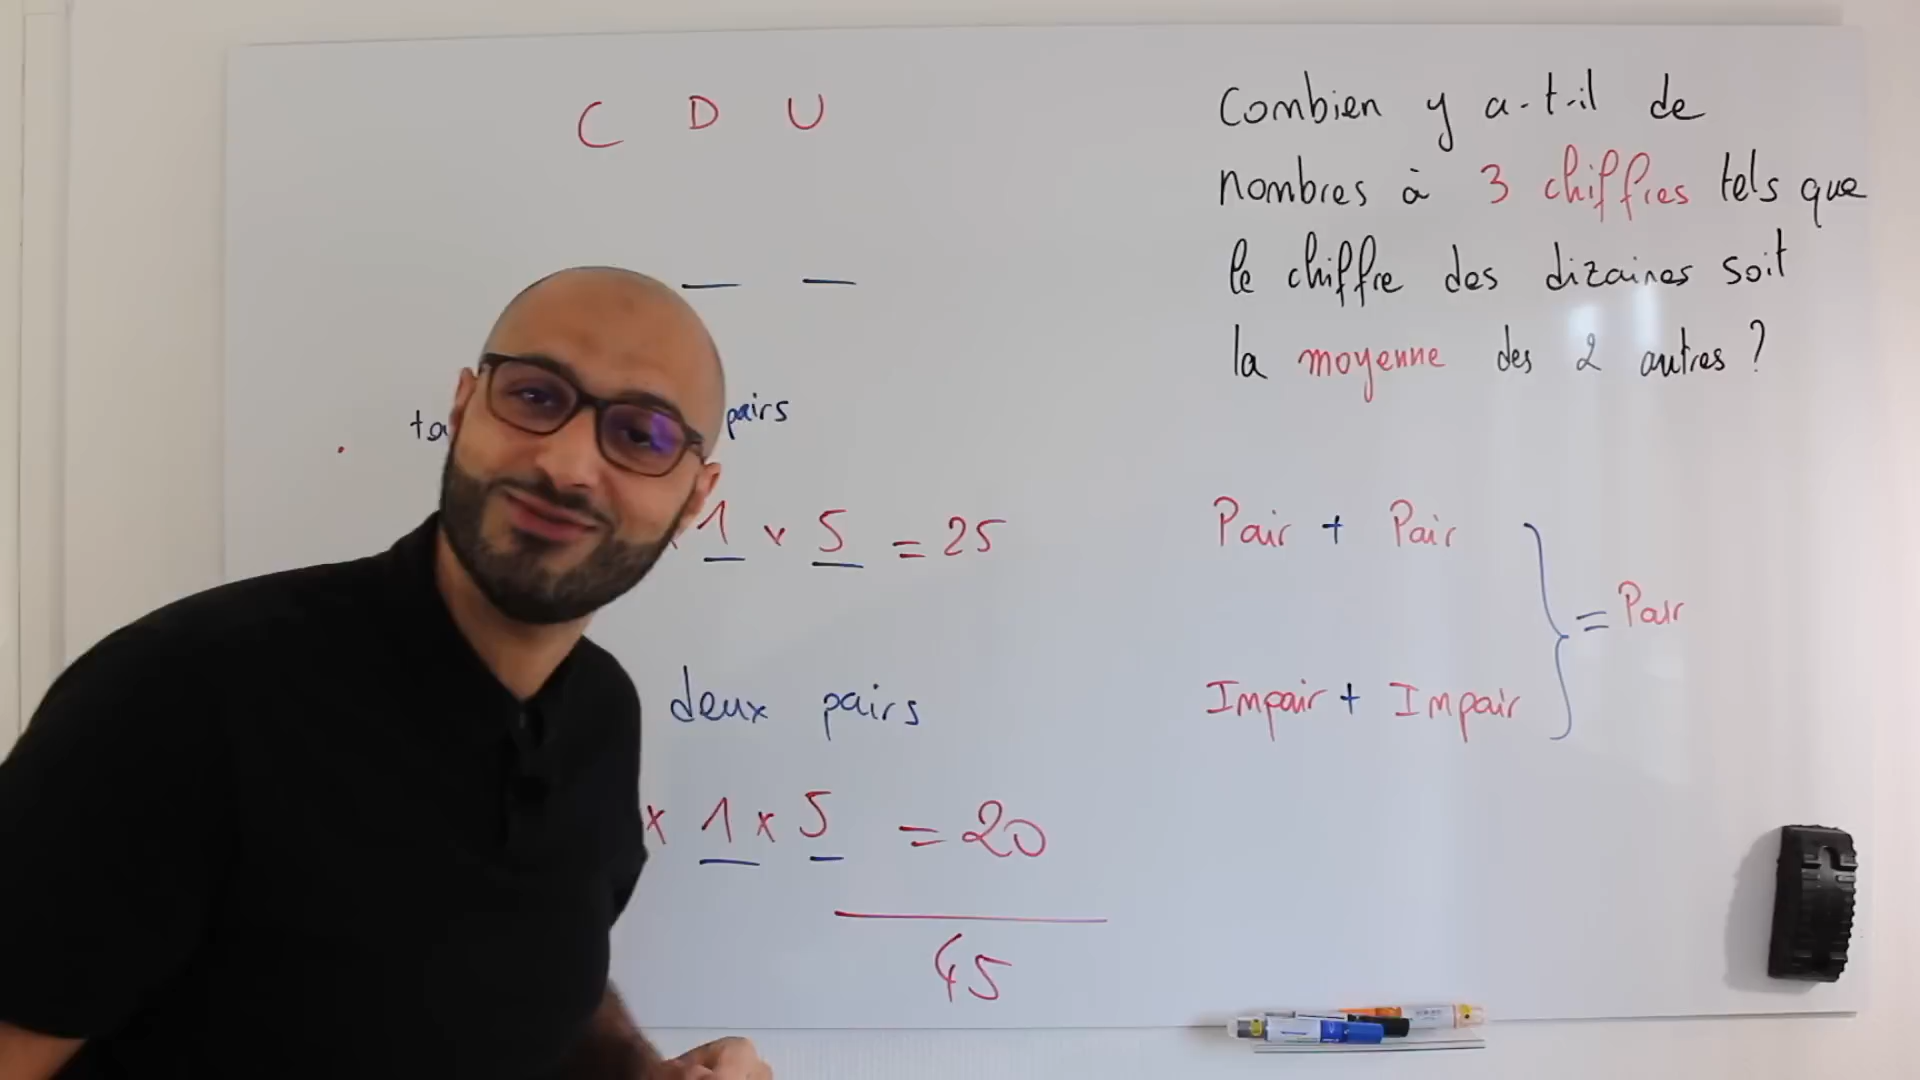 C D U
Combien y a-t-il de
nombres à 3 chiffres tels que
le chiffre des dizaines soit
la moyenne des 2 autres ?
pairs
1 x 5 = 25
deux pairs
x 1 x 5 = 20
45
Pair + Pair
= Pair
Impair + Impair